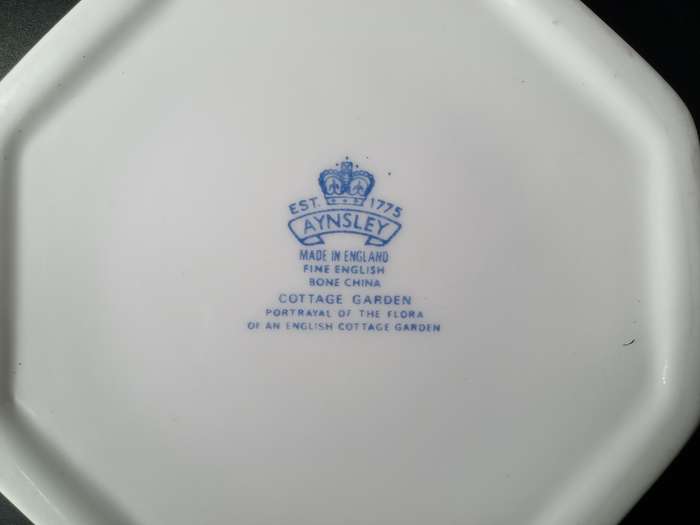 EST. 1775
AYNSLEY
MADE IN ENGLAND
FINE ENGLISH
BONE CHINA
COTTAGE GARDEN
PORTRAYAL OF THE FLORA
OF AN ENGLISH COTTAGE GARDEN